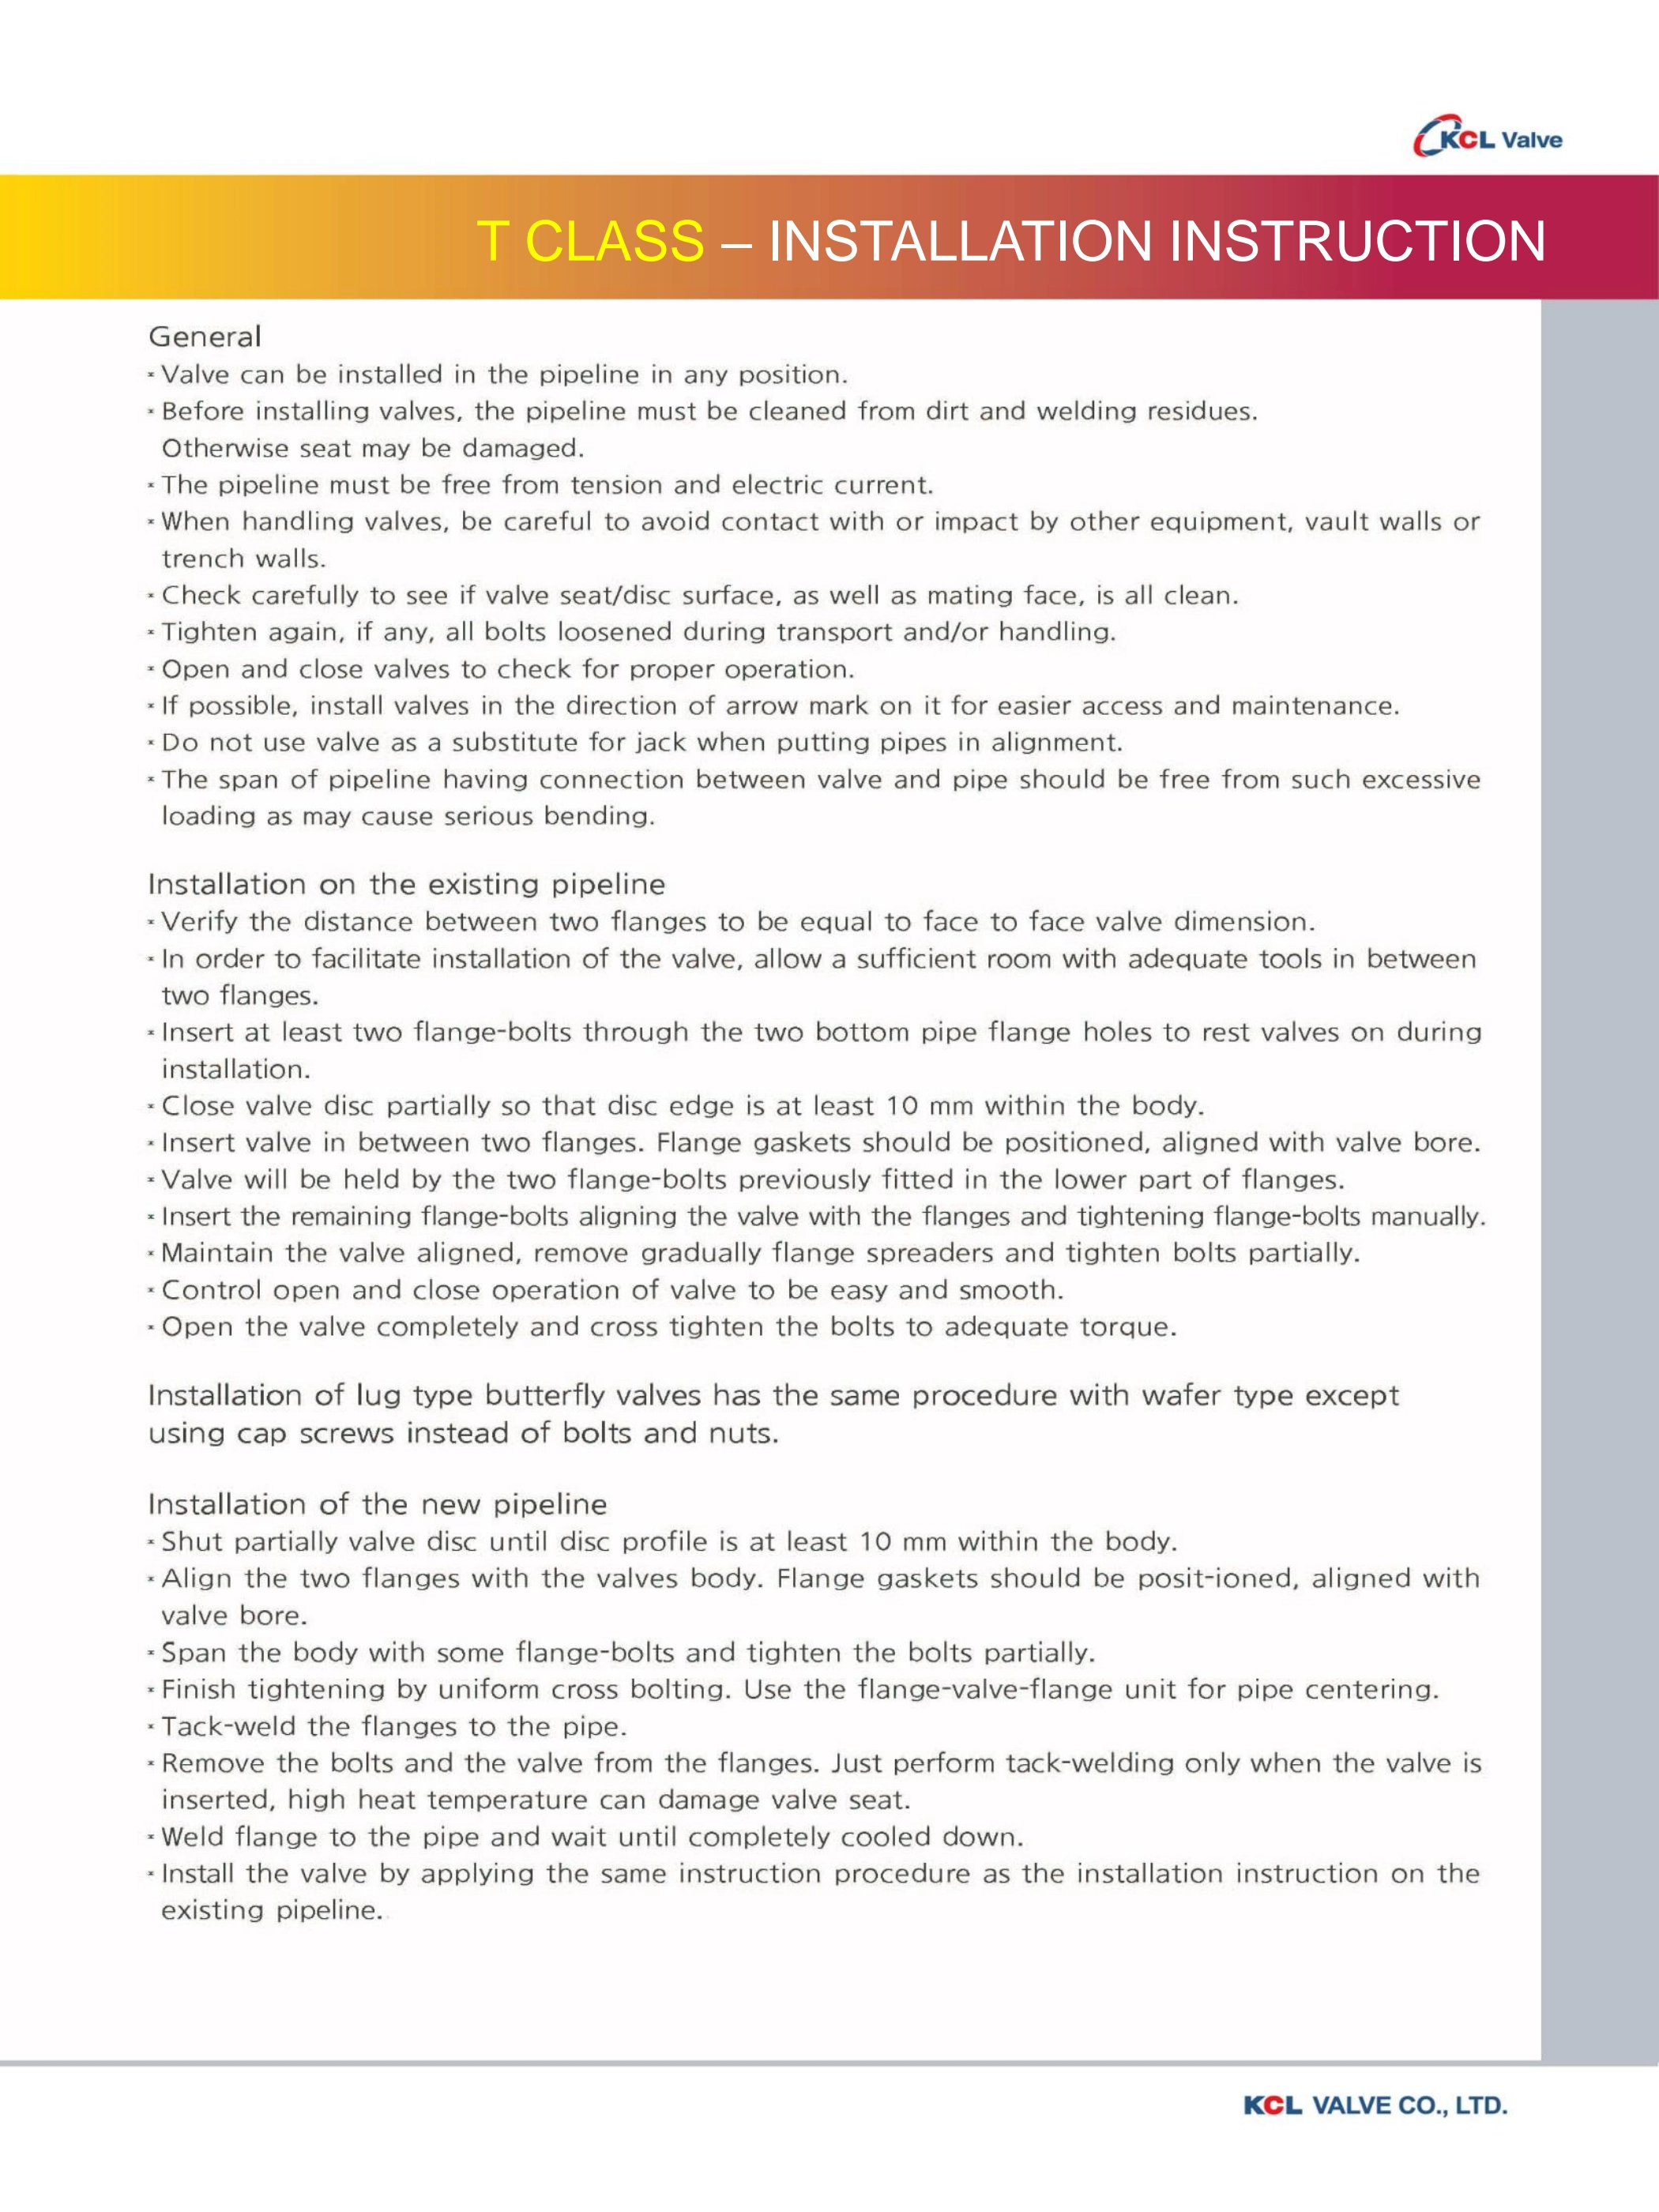 KCL Valve
T CLASS – INSTALLATION INSTRUCTION
General
* Valve can be installed in the pipeline in any position.
* Before installing valves, the pipeline must be cleaned from dirt and welding residues.
Otherwise seat may be damaged.
* The pipeline must be free from tension and electric current.
* When handling valves, be careful to avoid contact with or impact by other equipment, vault walls or
trench walls.
* Check carefully to see if valve seat/disc surface, as well as mating face, is all clean.
* Tighten again, if any, all bolts loosened during transport and/or handling.
* Open and close valves to check for proper operation.
* If possible, install valves in the direction of arrow mark on it for easier access and maintenance.
* Do not use valve as a substitute for jack when putting pipes in alignment.
* The span of pipeline having connection between valve and pipe should be free from such excessive
loading as may cause serious bending.
Installation on the existing pipeline
* Verify the distance between two flanges to be equal to face to face valve dimension.
* In order to facilitate installation of the valve, allow a sufficient room with adequate tools in between
two flanges.
* Insert at least two flange-bolts through the two bottom pipe flange holes to rest valves on during
installation.
* Close valve disc partially so that disc edge is at least 10 mm within the body.
* Insert valve in between two flanges. Flange gaskets should be positioned, aligned with valve bore.
* Valve will be held by the two flange-bolts previously fitted in the lower part of flanges.
* Insert the remaining flange-bolts aligning the valve with the flanges and tightening flange-bolts manually.
* Maintain the valve aligned, remove gradually flange spreaders and tighten bolts partially.
* Control open and close operation of valve to be easy and smooth.
* Open the valve completely and cross tighten the bolts to adequate torque.
Installation of lug type butterfly valves has the same procedure with wafer type except
using cap screws instead of bolts and nuts.
Installation of the new pipeline
* Shut partially valve disc until disc profile is at least 10 mm within the body.
* Align the two flanges with the valves body. Flange gaskets should be posit-ioned, aligned with
valve bore.
* Span the body with some flange-bolts and tighten the bolts partially.
* Finish tightening by uniform cross bolting. Use the flange-valve-flange unit for pipe centering.
* Tack-weld the flanges to the pipe.
* Remove the bolts and the valve from the flanges. Just perform tack-welding only when the valve is
inserted, high heat temperature can damage valve seat.
* Weld flange to the pipe and wait until completely cooled down.
* Install the valve by applying the same instruction procedure as the installation instruction on the
existing pipeline.
KCL VALVE CO., LTD.